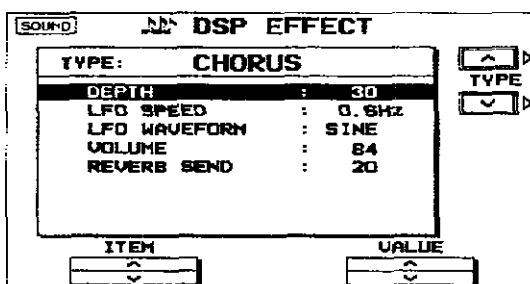 SOUND DSP EFFECT
TYPE: CHORUS
TYPE
DEPTH : 30
LFO SPEED : 0.8Hz
LFO WAVEFORM : SINE
VOLUME : 84
REVERB SEND : 20
ITEM VALUE